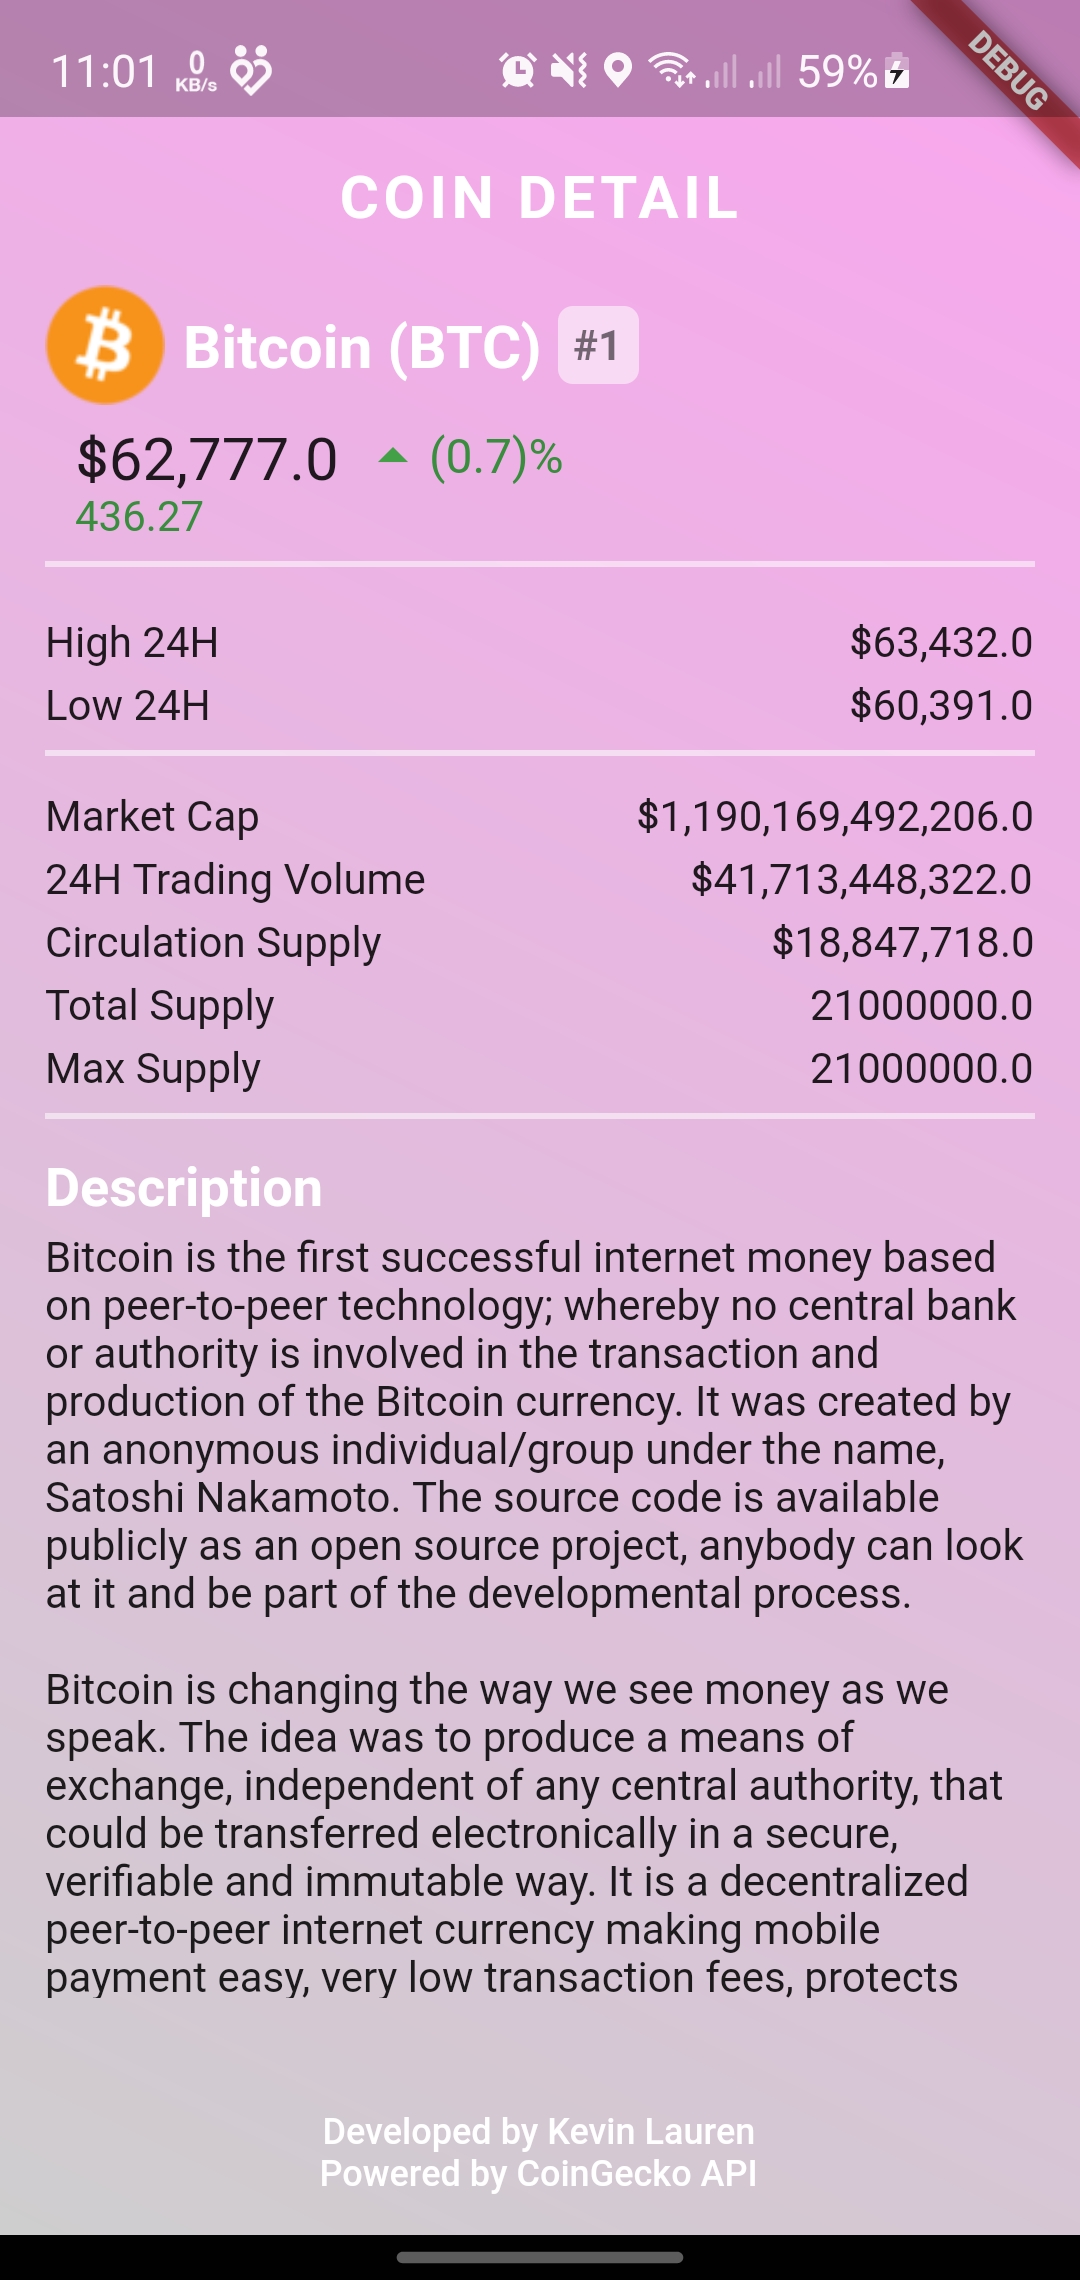 11:01 0 KB/s 59%
DEBUG
COIN DETAIL
Bitcoin (BTC) #1
$62,777.0 (0.7)%
436.27
High 24H $63,432.0
Low 24H $60,391.0
Market Cap $1,190,169,492,206.0
24H Trading Volume $41,713,448,322.0
Circulation Supply $18,847,718.0
Total Supply 21000000.0
Max Supply 21000000.0
Description
Bitcoin is the first successful internet money based
on peer-to-peer technology; whereby no central bank
or authority is involved in the transaction and
production of the Bitcoin currency. It was created by
an anonymous individual/group under the name,
Satoshi Nakamoto. The source code is available
publicly as an open source project, anybody can look
at it and be part of the developmental process.
Bitcoin is changing the way we see money as we
speak. The idea was to produce a means of
exchange, independent of any central authority, that
could be transferred electronically in a secure,
verifiable and immutable way. It is a decentralized
peer-to-peer internet currency making mobile
payment easy, very low transaction fees, protects
Developed by Kevin Lauren
Powered by CoinGecko API